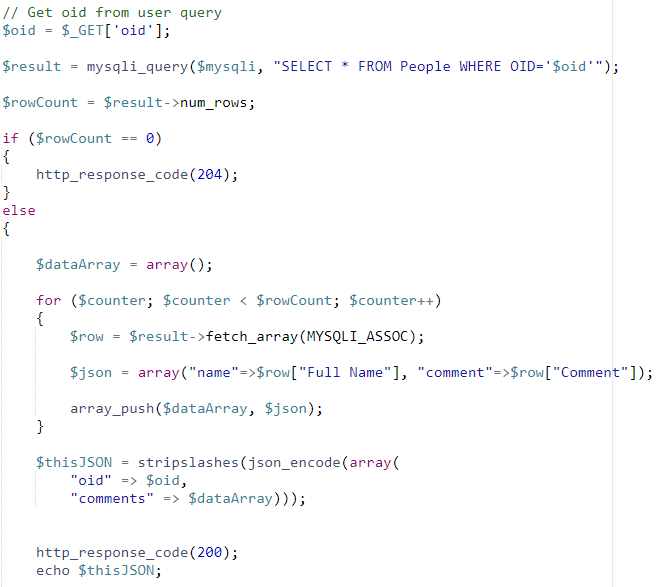 // Get oid from user query
$oid = $_GET['oid'];
$result = mysqli_query($mysqli, "SELECT * FROM People WHERE OID='$oid'");
$rowCount = $result->num_rows;
if ($rowCount == 0)
{
    http_response_code(204);
}
else
{
    $dataArray = array();
    for ($counter; $counter < $rowCount; $counter++)
    {
        $row = $result->fetch_array(MYSQLI_ASSOC);
        $json = array("name"=>$row["Full Name"], "comment"=>$row["Comment"]);
        array_push($dataArray, $json);
    }
    $thisJSON = stripslashes(json_encode(array(
        "oid" => $oid,
        "comments" => $dataArray)));
    http_response_code(200);
    echo $thisJSON;